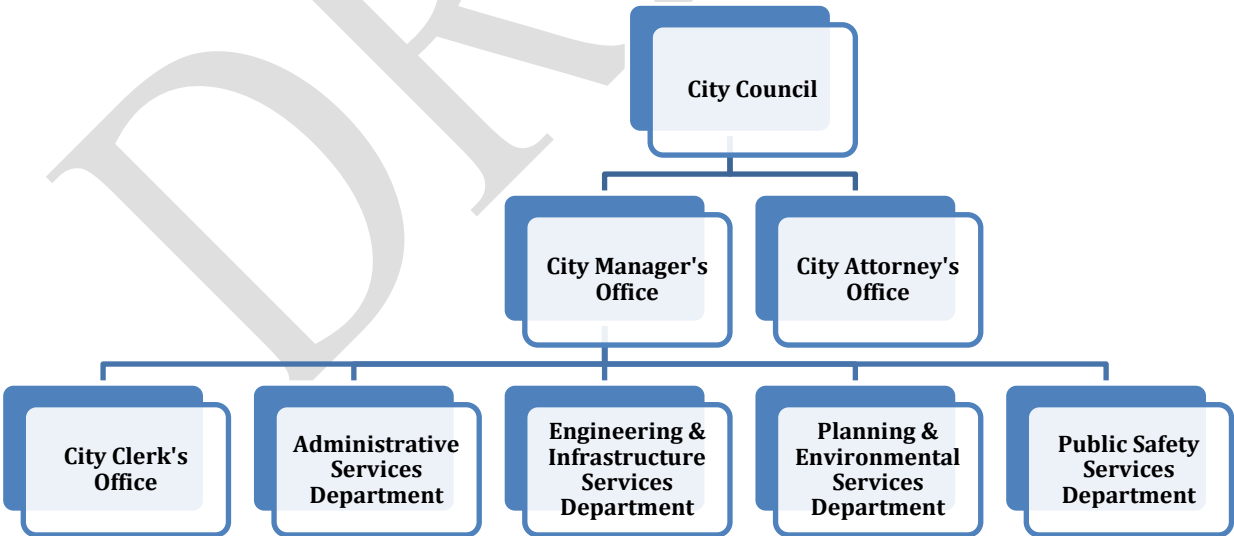 City Council
City Manager's
Office
City Attorney's
Office
City Clerk's
Office
Administrative
Services
Department
Engineering &
Infrastructure
Services
Department
Planning &
Environmental
Services
Department
Public Safety
Services
Department